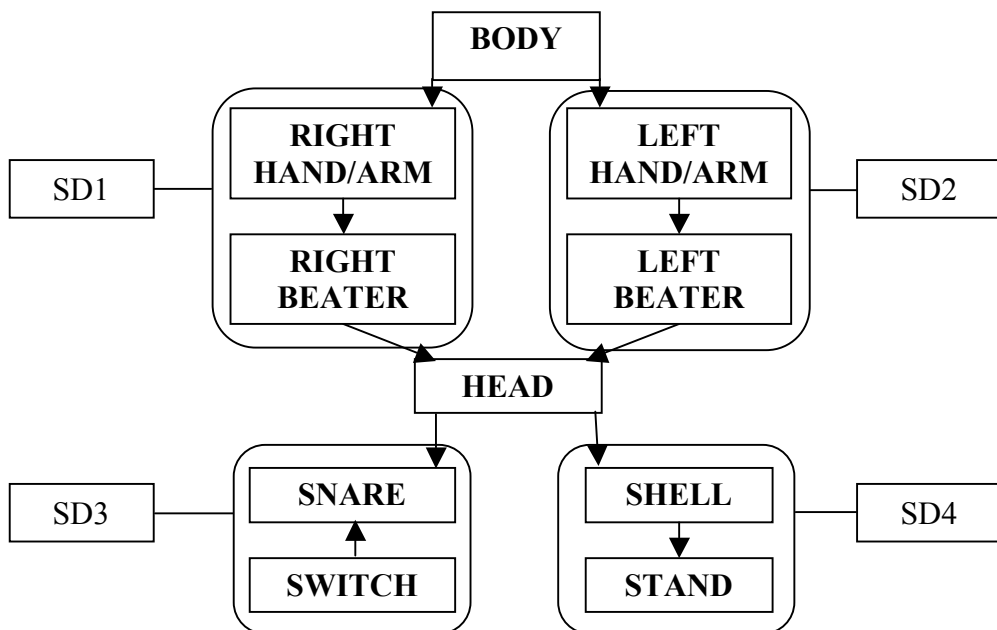 BODY
RIGHT
HAND/ARM
LEFT
HAND/ARM
SD1
SD2
RIGHT
BEATER
LEFT
BEATER
HEAD
SNARE
SHELL
SD3
SD4
SWITCH
STAND